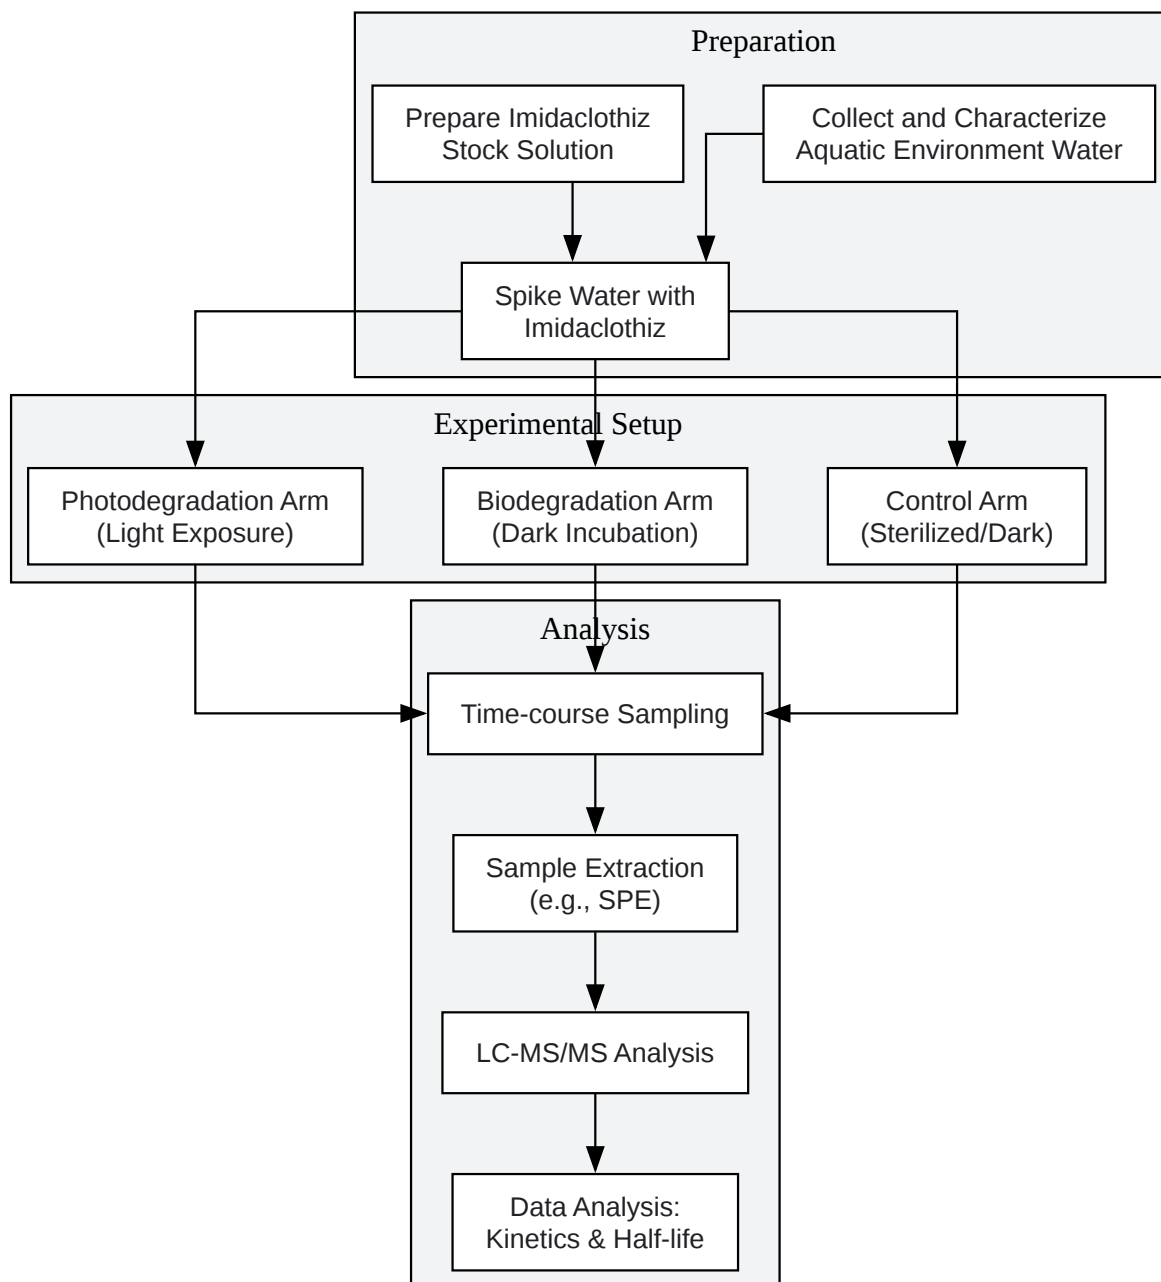 Preparation
Prepare Imidaclothiz
Stock Solution
Collect and Characterize
Aquatic Environment Water
Spike Water with
Imidaclothiz
Experimental Setup
Photodegradation Arm
(Light Exposure)
Biodegradation Arm
(Dark Incubation)
Control Arm
(Sterilized/Dark)
Analysis
Time-course Sampling
Sample Extraction
(e.g., SPE)
LC-MS/MS Analysis
Data Analysis:
Kinetics & Half-life